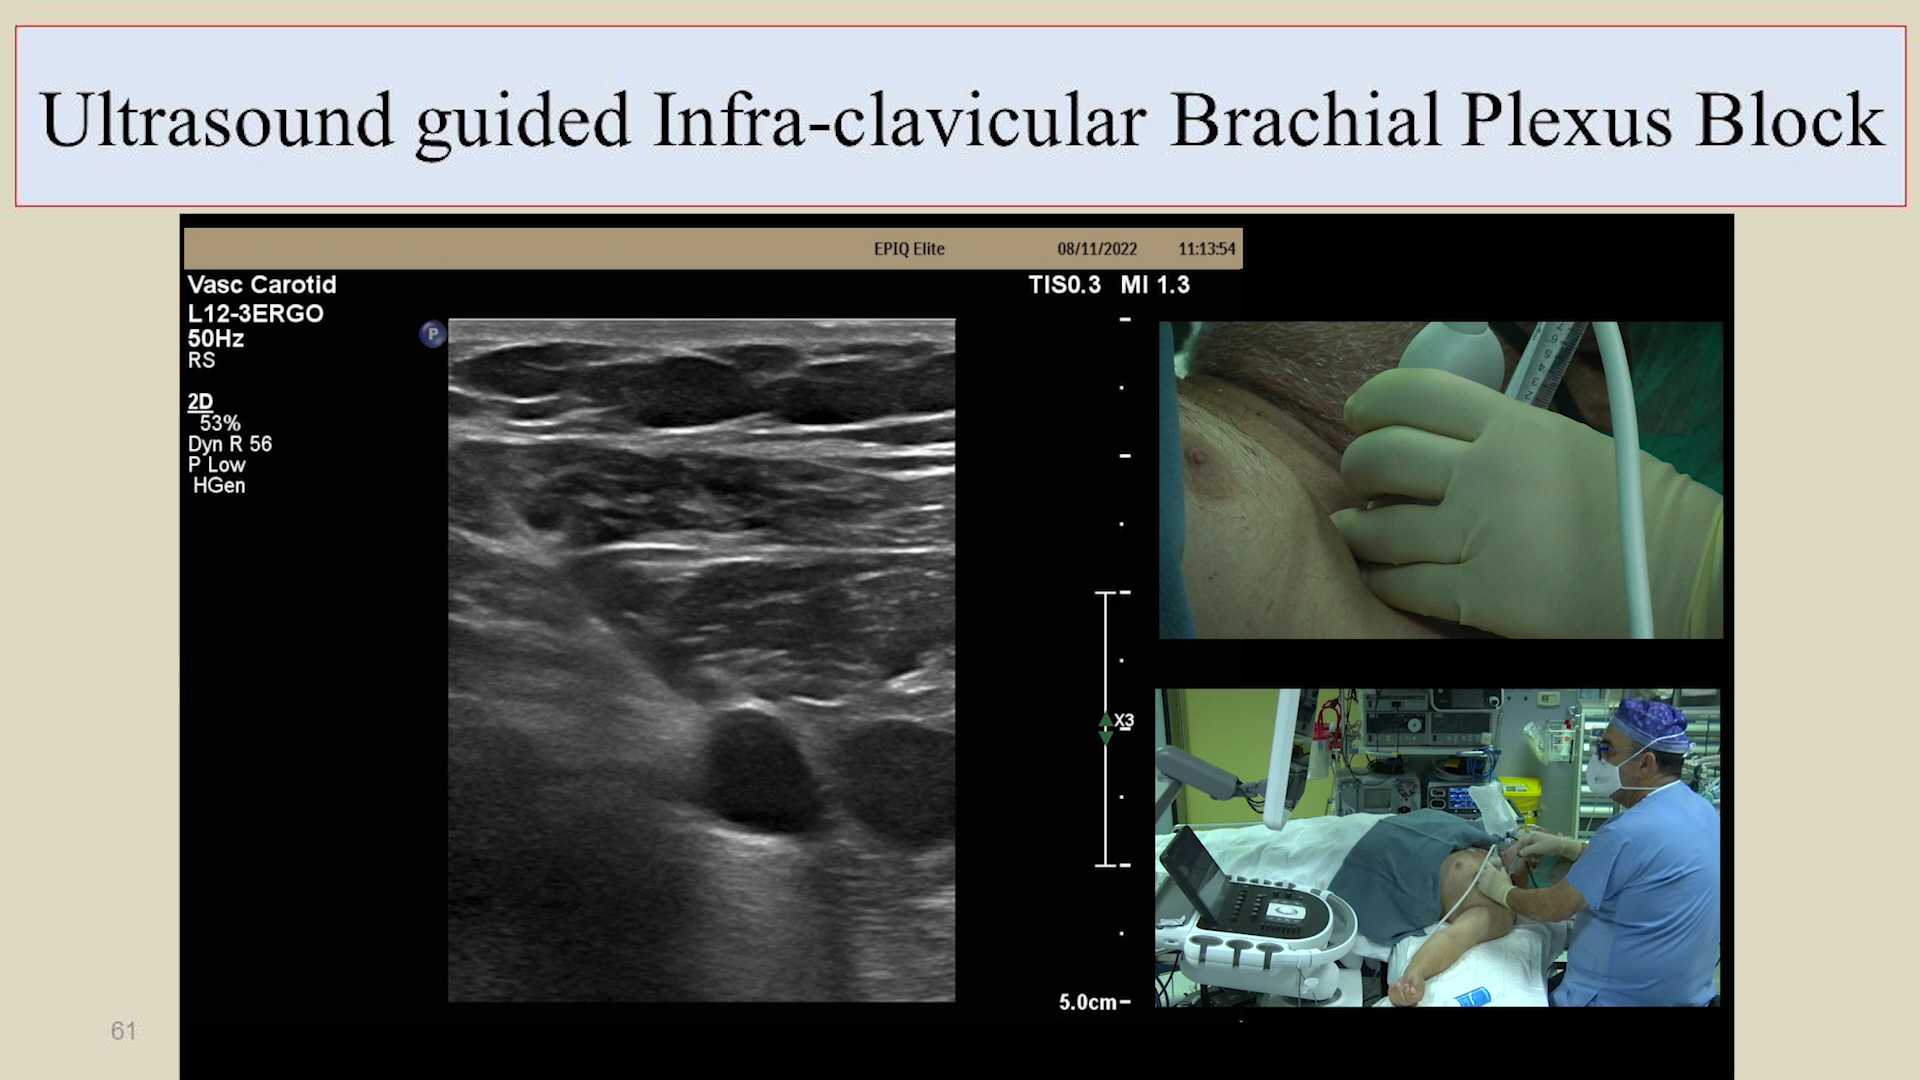 Ultrasound guided Infra-clavicular Brachial Plexus Block
EPIQ Elite 08/11/2022 11:13:54
Vasc Carotid
TIS0.3 MI 1.3
L12-3ERGO
50Hz
RS
P
2D
53%
Dyn R 56
P Low
HGen
X3
5.0cm
61